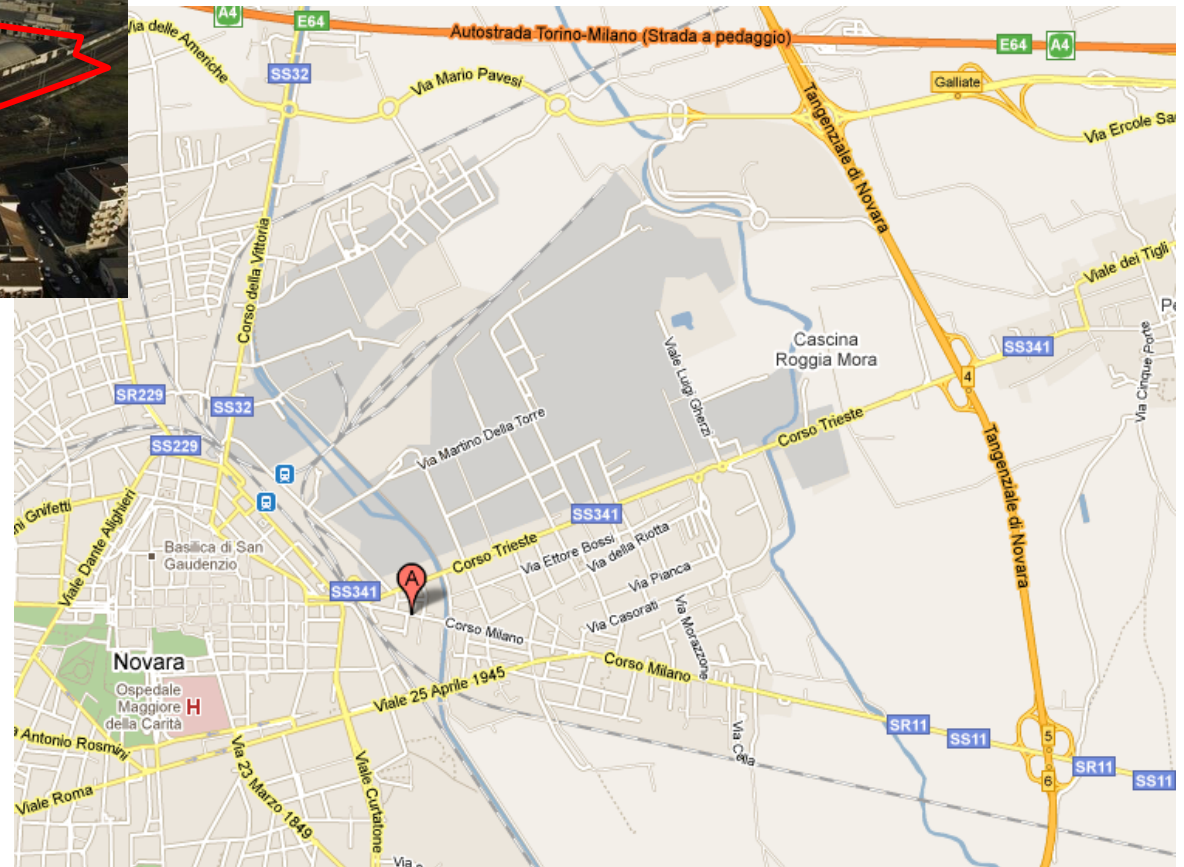 A4
E64
Via delle Americhe
SS32
Autostrada Torino-Milano (Strada a pedaggio)
E64
A4
Via Mario Pavesi
Galliate
Via Ercole Sa
Tangenziale di Novara
Corso della Vittoria
Viale dei Tigli
Pe
Via Cinque Porte
Cascina
Roggia Mora
SS341
4
Viale Luigi Gherzi
SR229
SS32
SS229
Via Martino Della Torre
Corso Trieste
Tangenziale di Novara
ni Gnifetti
Viale Dante Alighieri
Basilica di San
Gaudenzio
SS341
Via Ettore Bossi
Via della Riotta
Corso Trieste
SS341
A
Via Pianca
Via Casorati
Via Morazzone
Corso Milano
Novara
Ospedale
Maggiore
della Carità
H
Corso Milano
Viale 25 Aprile 1945
a Antonio Rosmini
Via 23 Marzo 1849
Viale Curtatone
Viale Roma
Via Cella
SR11
SS11
5
6
SR11
SS11
Via